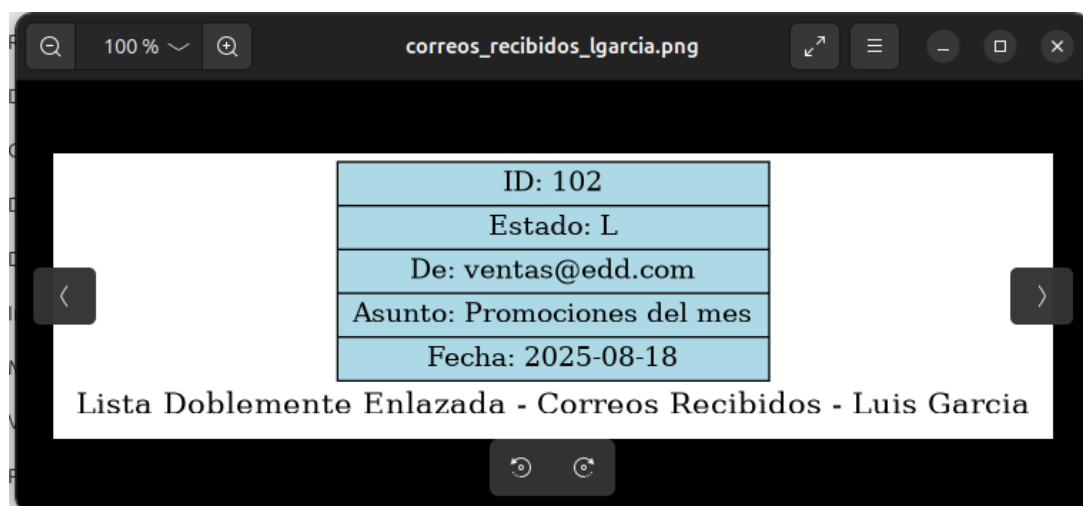 100 %
correos_recibidos_lgarcia.png
ID: 102
Estado: L
De: ventas@edd.com
Asunto: Promociones del mes
Fecha: 2025-08-18
Lista Doblemente Enlazada - Correos Recibidos - Luis Garcia